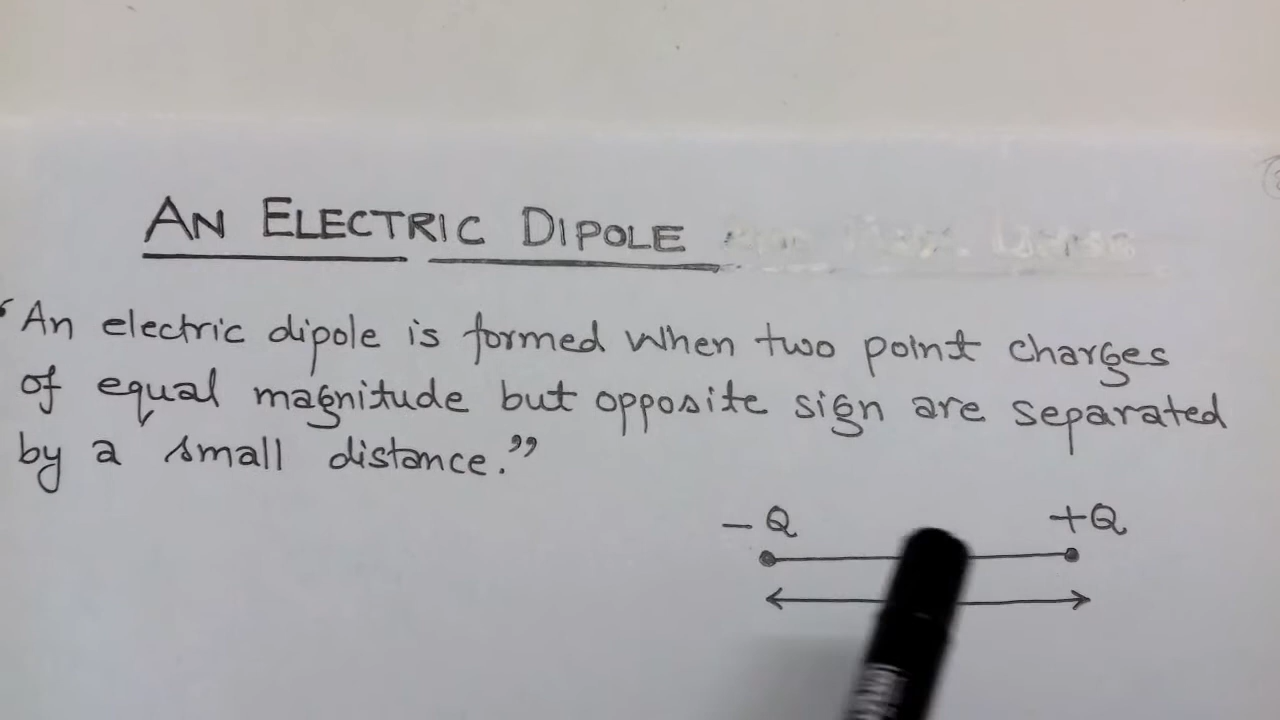 AN ELECTRIC DIPOLE
“An electric dipole is formed when two point charges
of equal magnitude but opposite sign are separated
by a small distance.”
– Q +Q